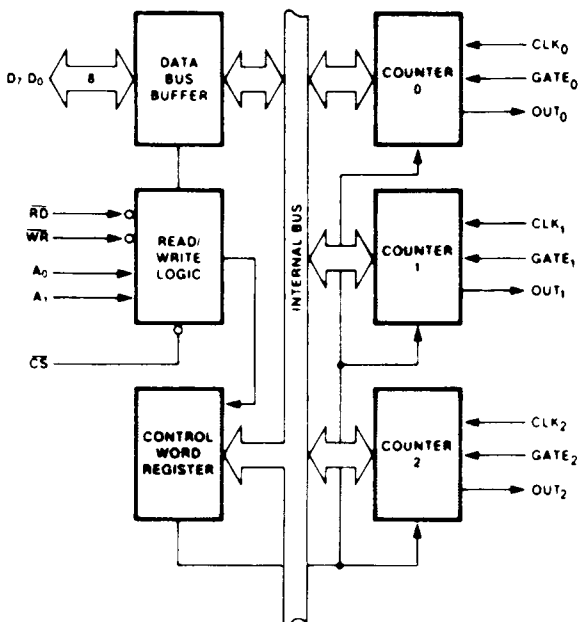 D7 D0
8
DATA
BUS
BUFFER
COUNTER
0
CLK0
GATE0
OUT0
RD
WR
A0
A1
CS
READ/
WRITE
LOGIC
INTERNAL BUS
COUNTER
1
CLK1
GATE1
OUT1
CONTROL
WORD
REGISTER
COUNTER
2
CLK2
GATE2
OUT2